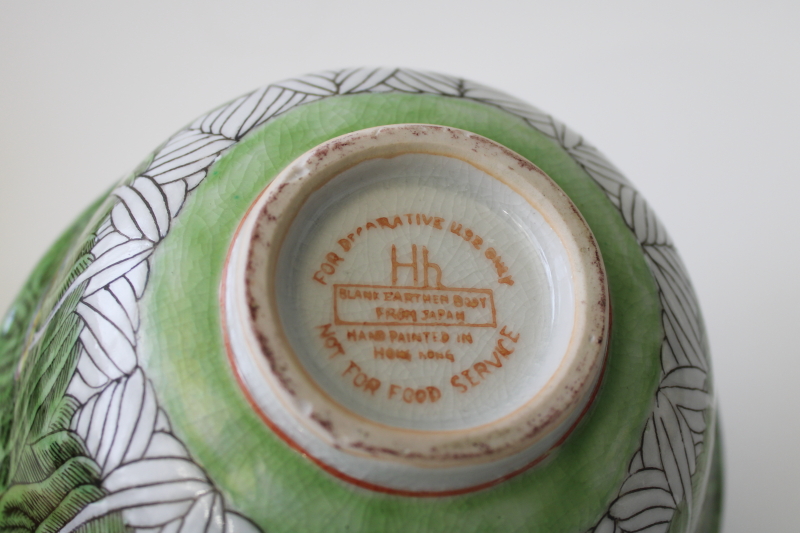 FOR DECORATIVE USE ONLY
Hh
BLANK EARTHEN BODY
FROM JAPAN
HAND PAINTED IN
HONG KONG
NOT FOR FOOD SERVICE